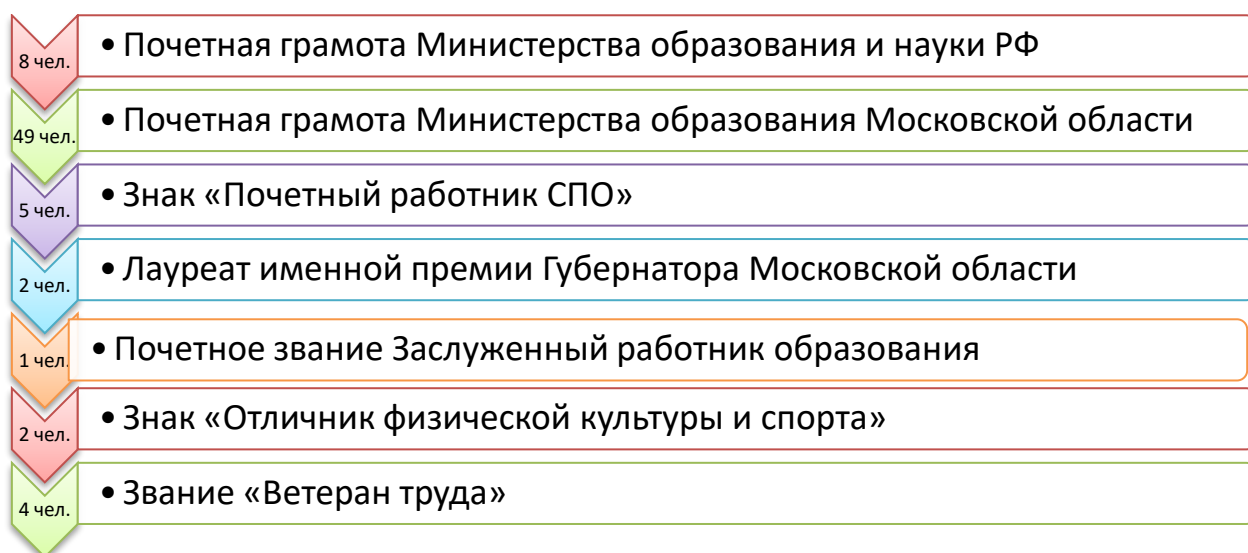 8 чел.
• Почетная грамота Министерства образования и науки РФ
49 чел.
• Почетная грамота Министерства образования Московской области
5 чел.
• Знак «Почетный работник СПО»
2 чел.
• Лауреат именной премии Губернатора Московской области
1 чел.
• Почетное звание Заслуженный работник образования
2 чел.
• Знак «Отличник физической культуры и спорта»
4 чел.
• Звание «Ветеран труда»